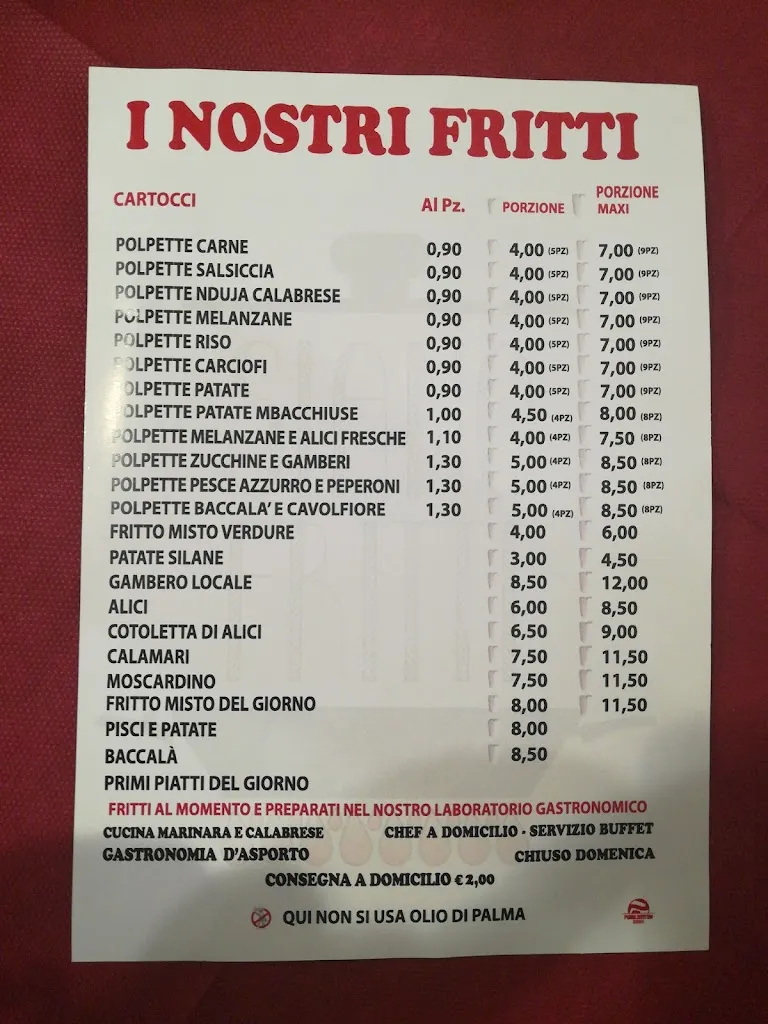 I NOSTRI FRITTI
CARTOCCI Al Pz. PORZIONE PORZIONE MAXI
POLPETTE CARNE 0,90 4,00 (5PZ) 7,00 (9PZ)
POLPETTE SALSICCIA 0,90 4,00 (5PZ) 7,00 (9PZ)
POLPETTE NDUJA CALABRESE 0,90 4,00 (5PZ) 7,00 (9PZ)
POLPETTE MELANZANE 0,90 4,00 (5PZ) 7,00 (9PZ)
POLPETTE RISO 0,90 4,00 (5PZ) 7,00 (9PZ)
POLPETTE CARCIOFI 0,90 4,00 (5PZ) 7,00 (9PZ)
POLPETTE PATATE 0,90 4,00 (5PZ) 7,00 (9PZ)
POLPETTE PATATE MBACCHIUSE 1,00 4,50 (4PZ) 8,00 (8PZ)
POLPETTE MELANZANE E ALICI FRESCHE 1,10 4,00 (4PZ) 7,50 (8PZ)
POLPETTE ZUCCHINE E GAMBERI 1,30 5,00 (4PZ) 8,50 (8PZ)
POLPETTE PESCE AZZURRO E PEPERONI 1,30 5,00 (4PZ) 8,50 (8PZ)
POLPETTE BACCALA' E CAVOLFIORE 1,30 5,00 (4PZ) 8,50 (8PZ)
FRITTO MISTO VERDURE 4,00 6,00
PATATE SILANE 3,00 4,50
GAMBERO LOCALE 8,50 12,00
ALICI 6,00 8,50
COTOLETTA DI ALICI 6,50 9,00
CALAMARI 7,50 11,50
MOSCARDINO 7,50 11,50
FRITTO MISTO DEL GIORNO 8,00 11,50
PISCI E PATATE 8,00
BACCALÀ 8,50
PRIMI PIATTI DEL GIORNO
FRITTI AL MOMENTO E PREPARATI NEL NOSTRO LABORATORIO GASTRONOMICO
CUCINA MARINARA E CALABRESE CHEF A DOMICILIO - SERVIZIO BUFFET
GASTRONOMIA D'ASPORTO CHIUSO DOMENICA
CONSEGNA A DOMICILIO € 2,00
QUI NON SI USA OLIO DI PALMA